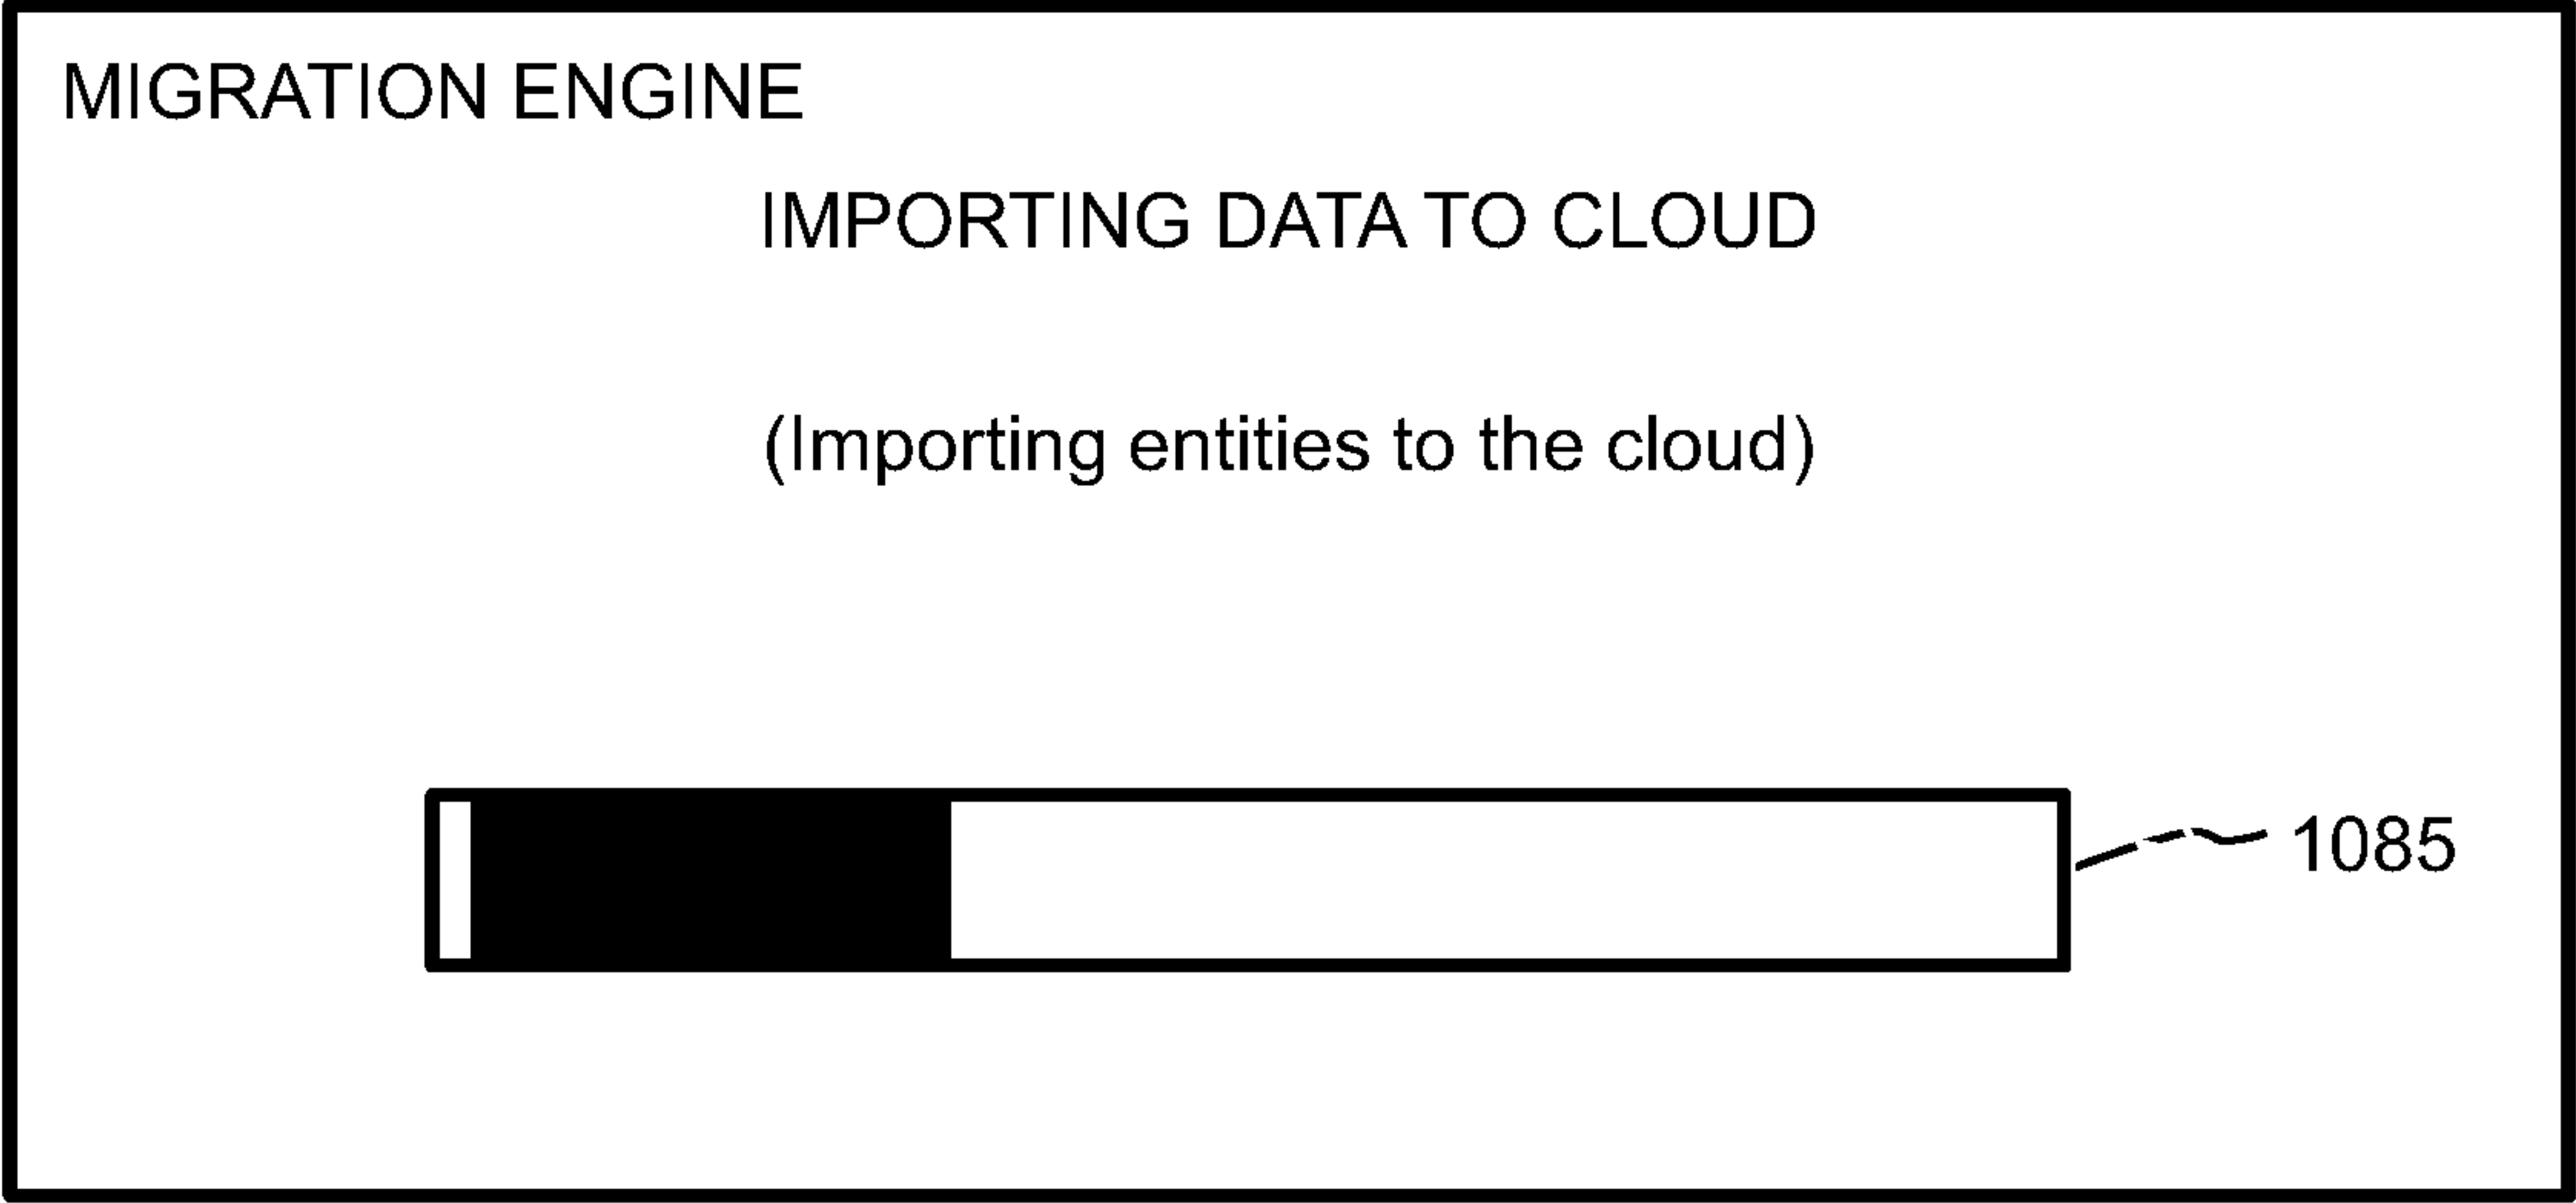 MIGRATION ENGINE
IMPORTING DATA TO CLOUD
(Importing entities to the cloud)
1085